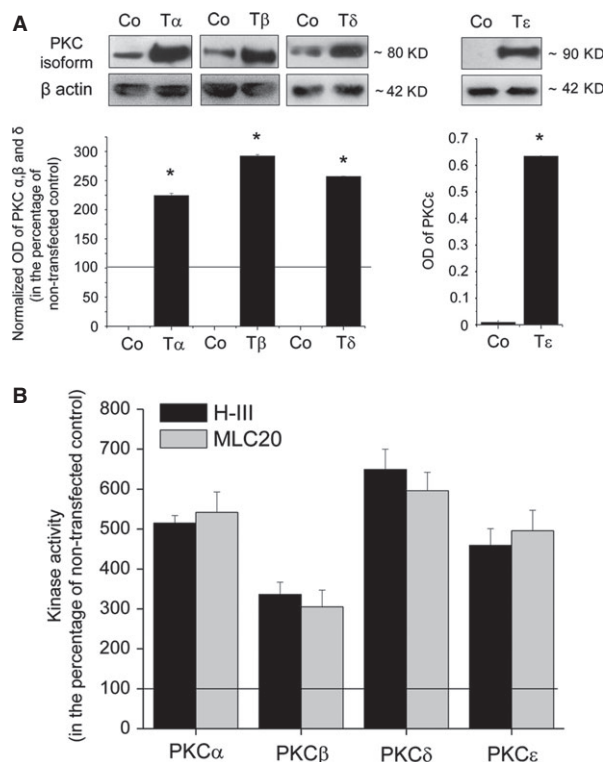 A
Co Tα Co Tβ Co Tδ Co Tε
PKC
isoform
~ 80 KD
~ 90 KD
β actin
~ 42 KD
~ 42 KD
Normalized OD of PKC α,β and δ
(in the percentage of
non-transfected control)
350
300
250
200
150
100
50
0
* * *
Co Tα Co Tβ Co Tδ
OD of PKCε
0.7
0.6
0.5
0.4
0.3
0.2
0.1
0
*
Co Tε
B
Kinase activity
(in the percentage of non-transfected control)
800
700
600
500
400
300
200
100
0
H-III
MLC20
PKCα PKCβ PKCδ PKCε